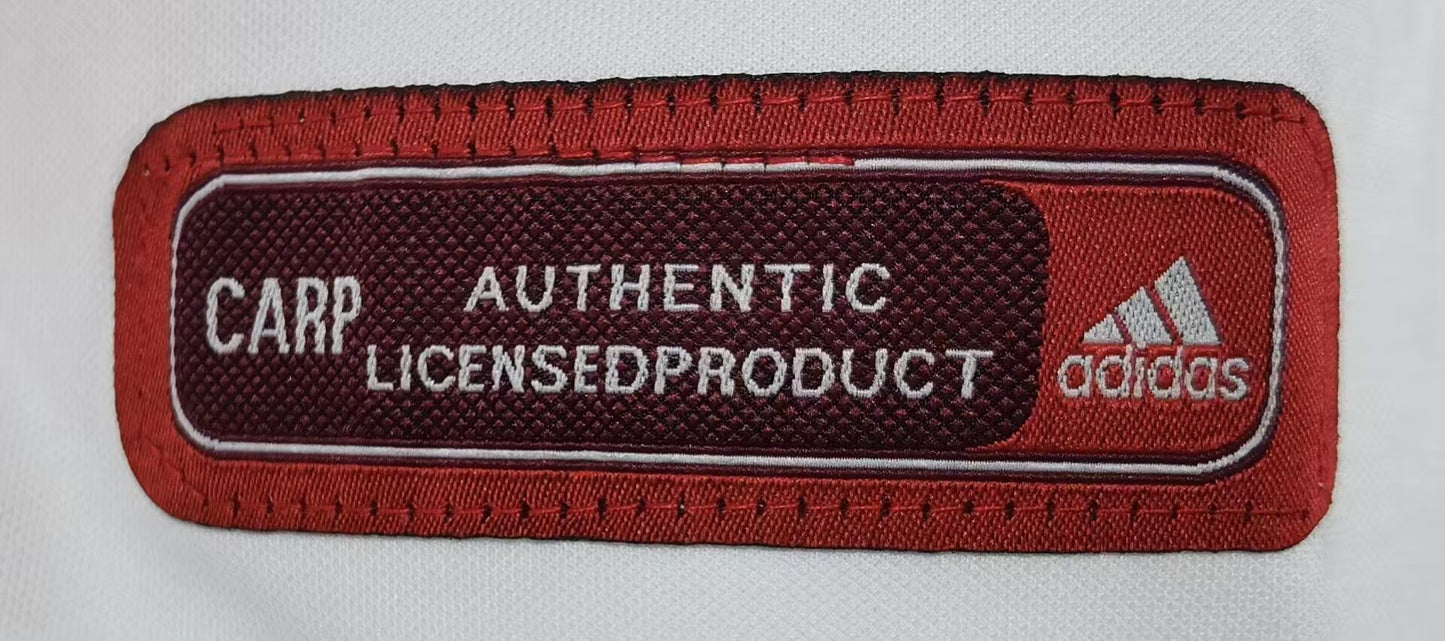 CARP
AUTHENTIC
LICENSEDPRODUCT
adidas